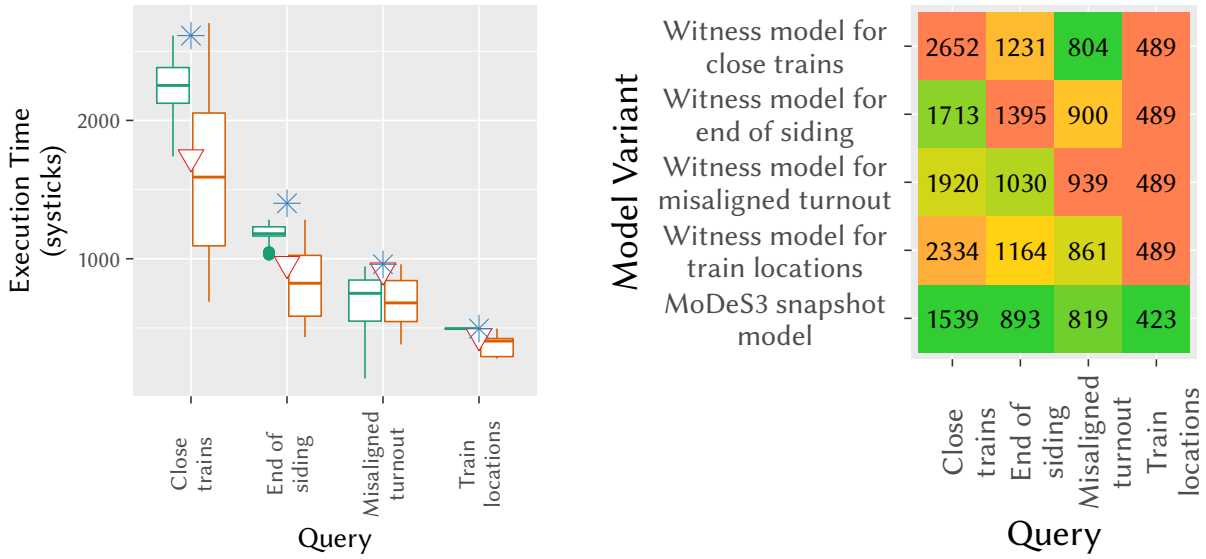 Execution Time
(systicks)
2000
1000
Close
trains
End of
siding
Misaligned
turnout
Train
locations
Query
Model Variant
Witness model for
close trains
2652 1231 804 489
Witness model for
end of siding
1713 1395 900 489
Witness model for
misaligned turnout
1920 1030 939 489
Witness model for
train locations
2334 1164 861 489
MoDeS3 snapshot
model
1539 893 819 423
Close
trains
End of
siding
Misaligned
turnout
Train
locations
Query